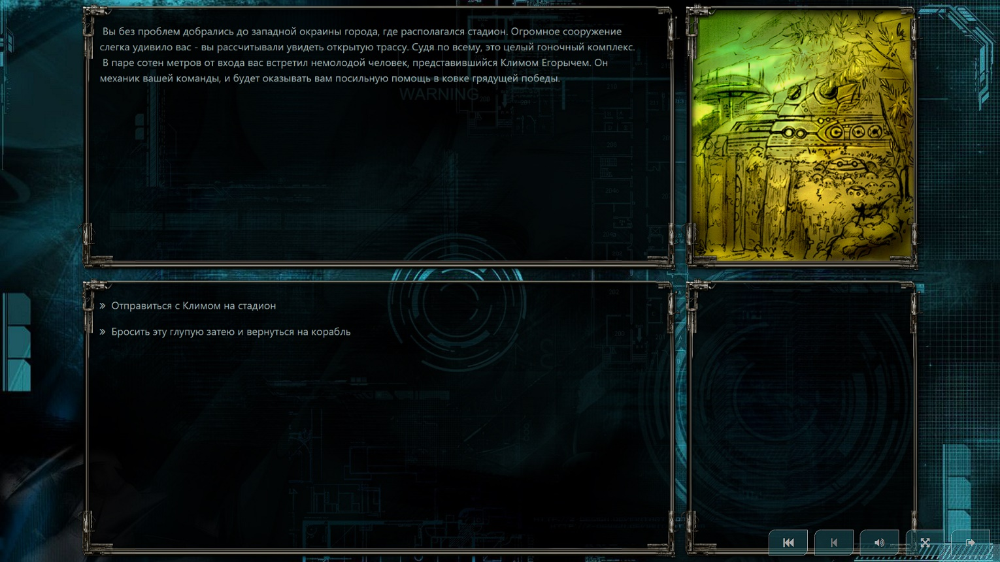 Вы без проблем добрались до западной окраины города, где располагался стадион. Огромное сооружение
слегка удивило вас - вы рассчитывали увидеть открытую трассу. Судя по всему, это целый гоночный комплекс.
В паре сотен метров от входа вас встретил немолодой человек, представившийся Климом Егорычем. Он
механик вашей команды, и будет оказывать вам посильную помощь в ковке грядущей победы.
WARNING
» Отправиться с Климом на стадион
» Бросить эту глупую затею и вернуться на корабль